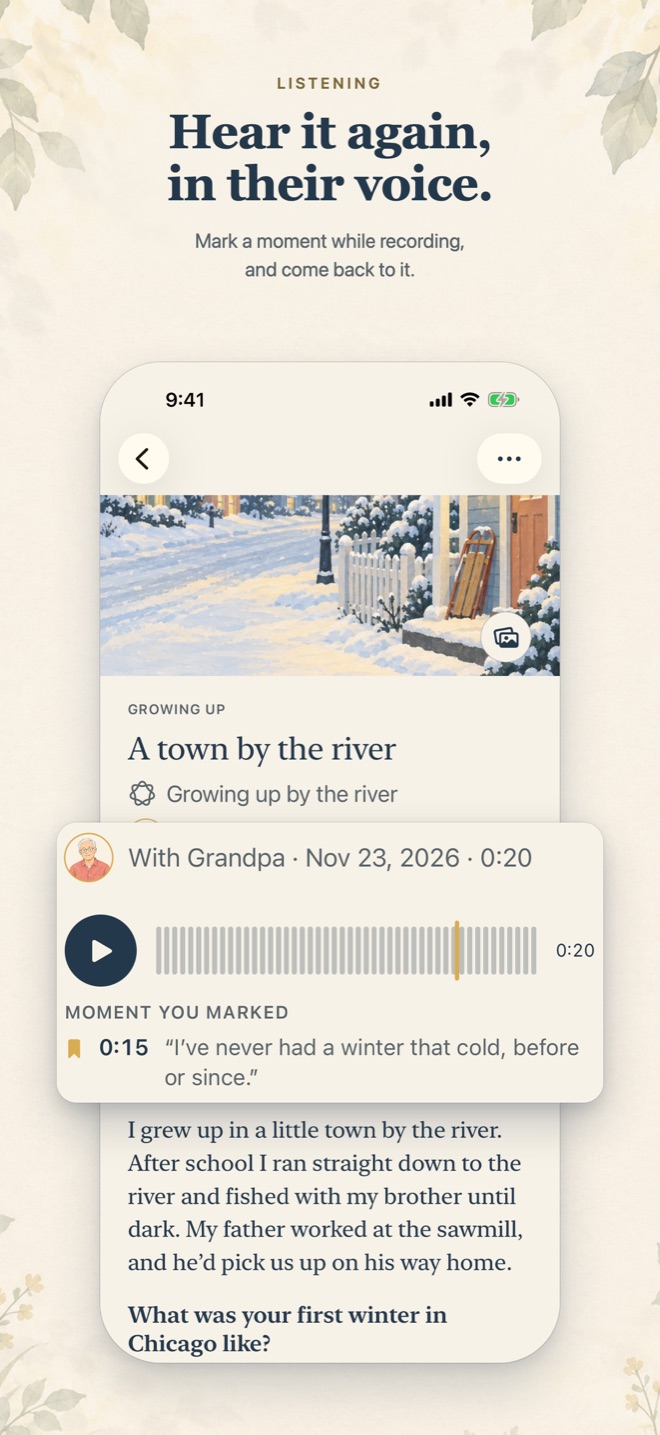 LISTENING
Hear it again,
in their voice.
Mark a moment while recording,
and come back to it.
9:41
GROWING UP
A town by the river
Growing up by the river
With Grandpa · Nov 23, 2026 · 0:20
0:20
MOMENT YOU MARKED
0:15 “I’ve never had a winter that cold, before
or since.”
I grew up in a little town by the river.
After school I ran straight down to the
river and fished with my brother until
dark. My father worked at the sawmill,
and he’d pick us up on his way home.
What was your first winter in
Chicago like?